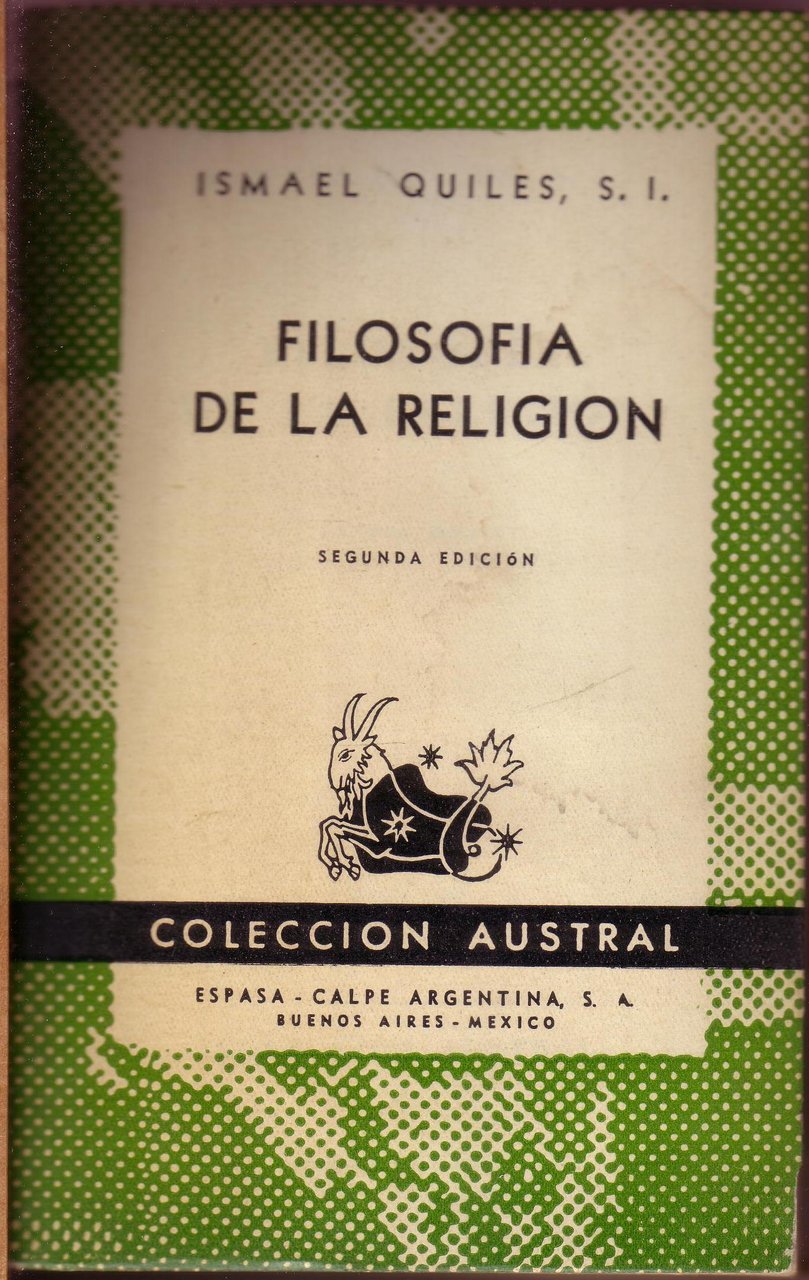 ISMAEL QUILES, S. I.
FILOSOFIA
DE LA RELIGION
SEGUNDA EDICIÓN
COLECCION AUSTRAL
ESPASA - CALPE ARGENTINA, S. A.
BUENOS AIRES - MEXICO